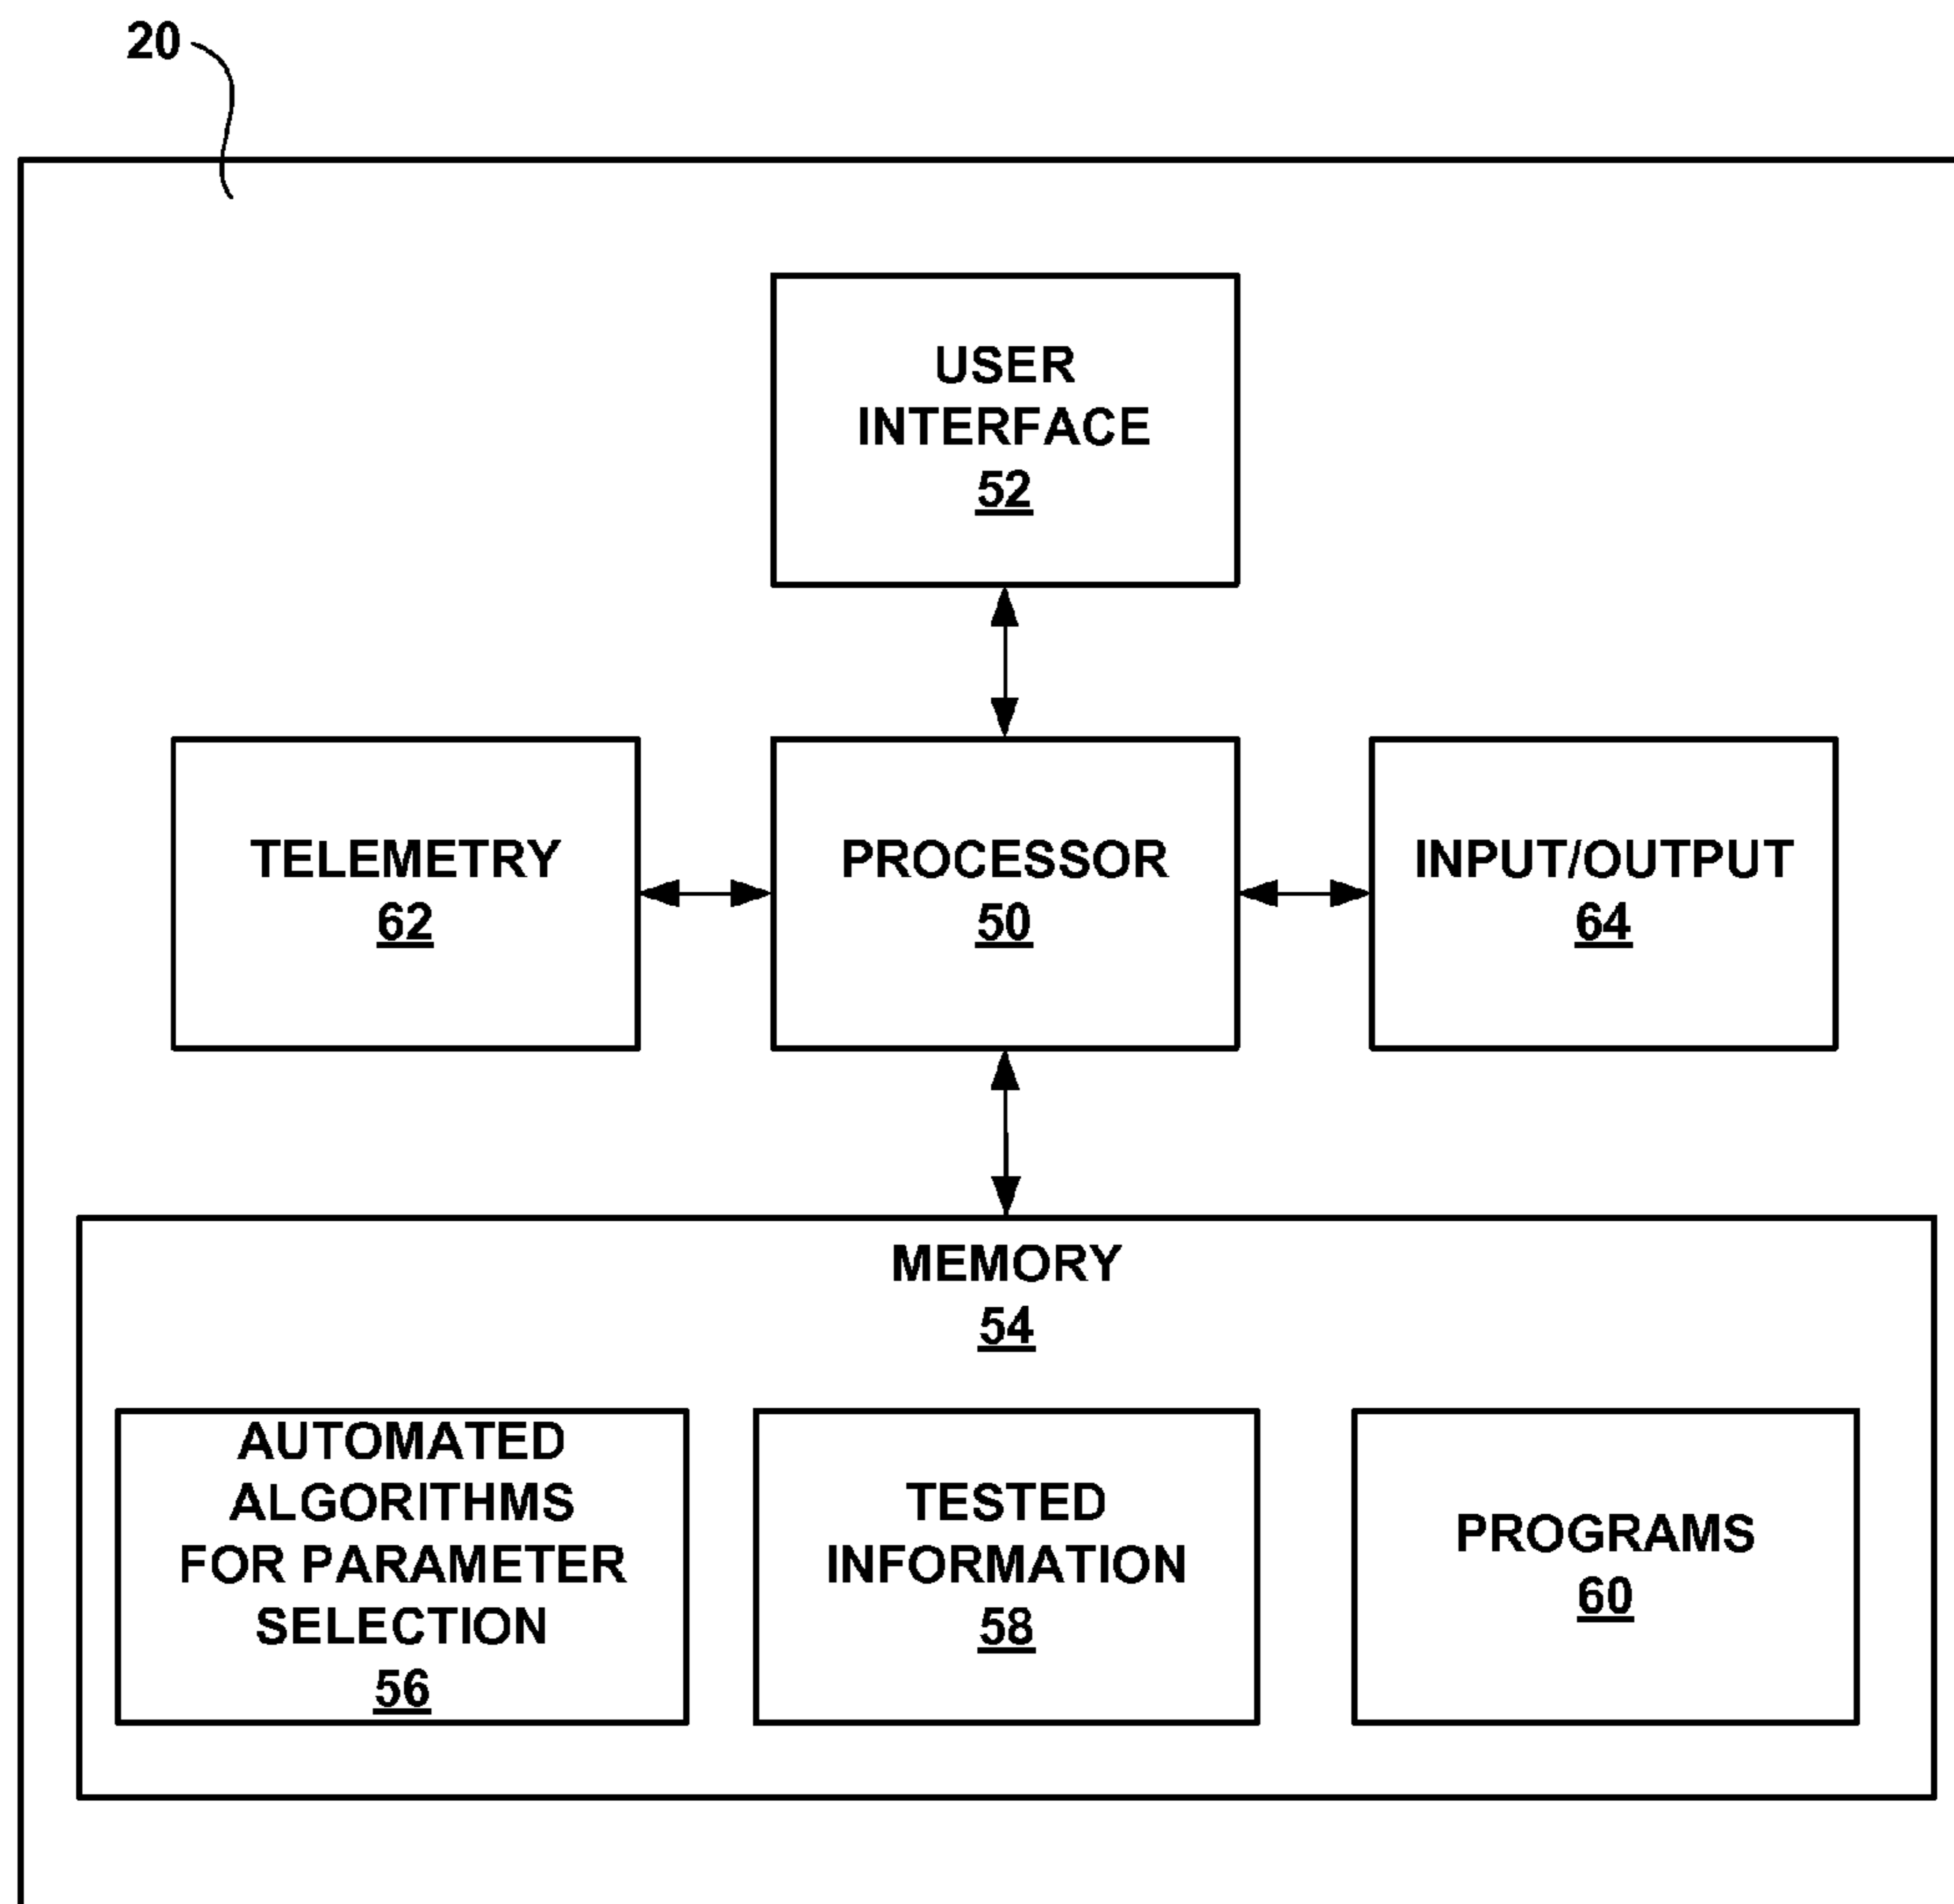 20
USER
INTERFACE
52
TELEMETRY
62
PROCESSOR
50
INPUT/OUTPUT
64
MEMORY
54
AUTOMATED
ALGORITHMS
FOR PARAMETER
SELECTION
56
TESTED
INFORMATION
58
PROGRAMS
60